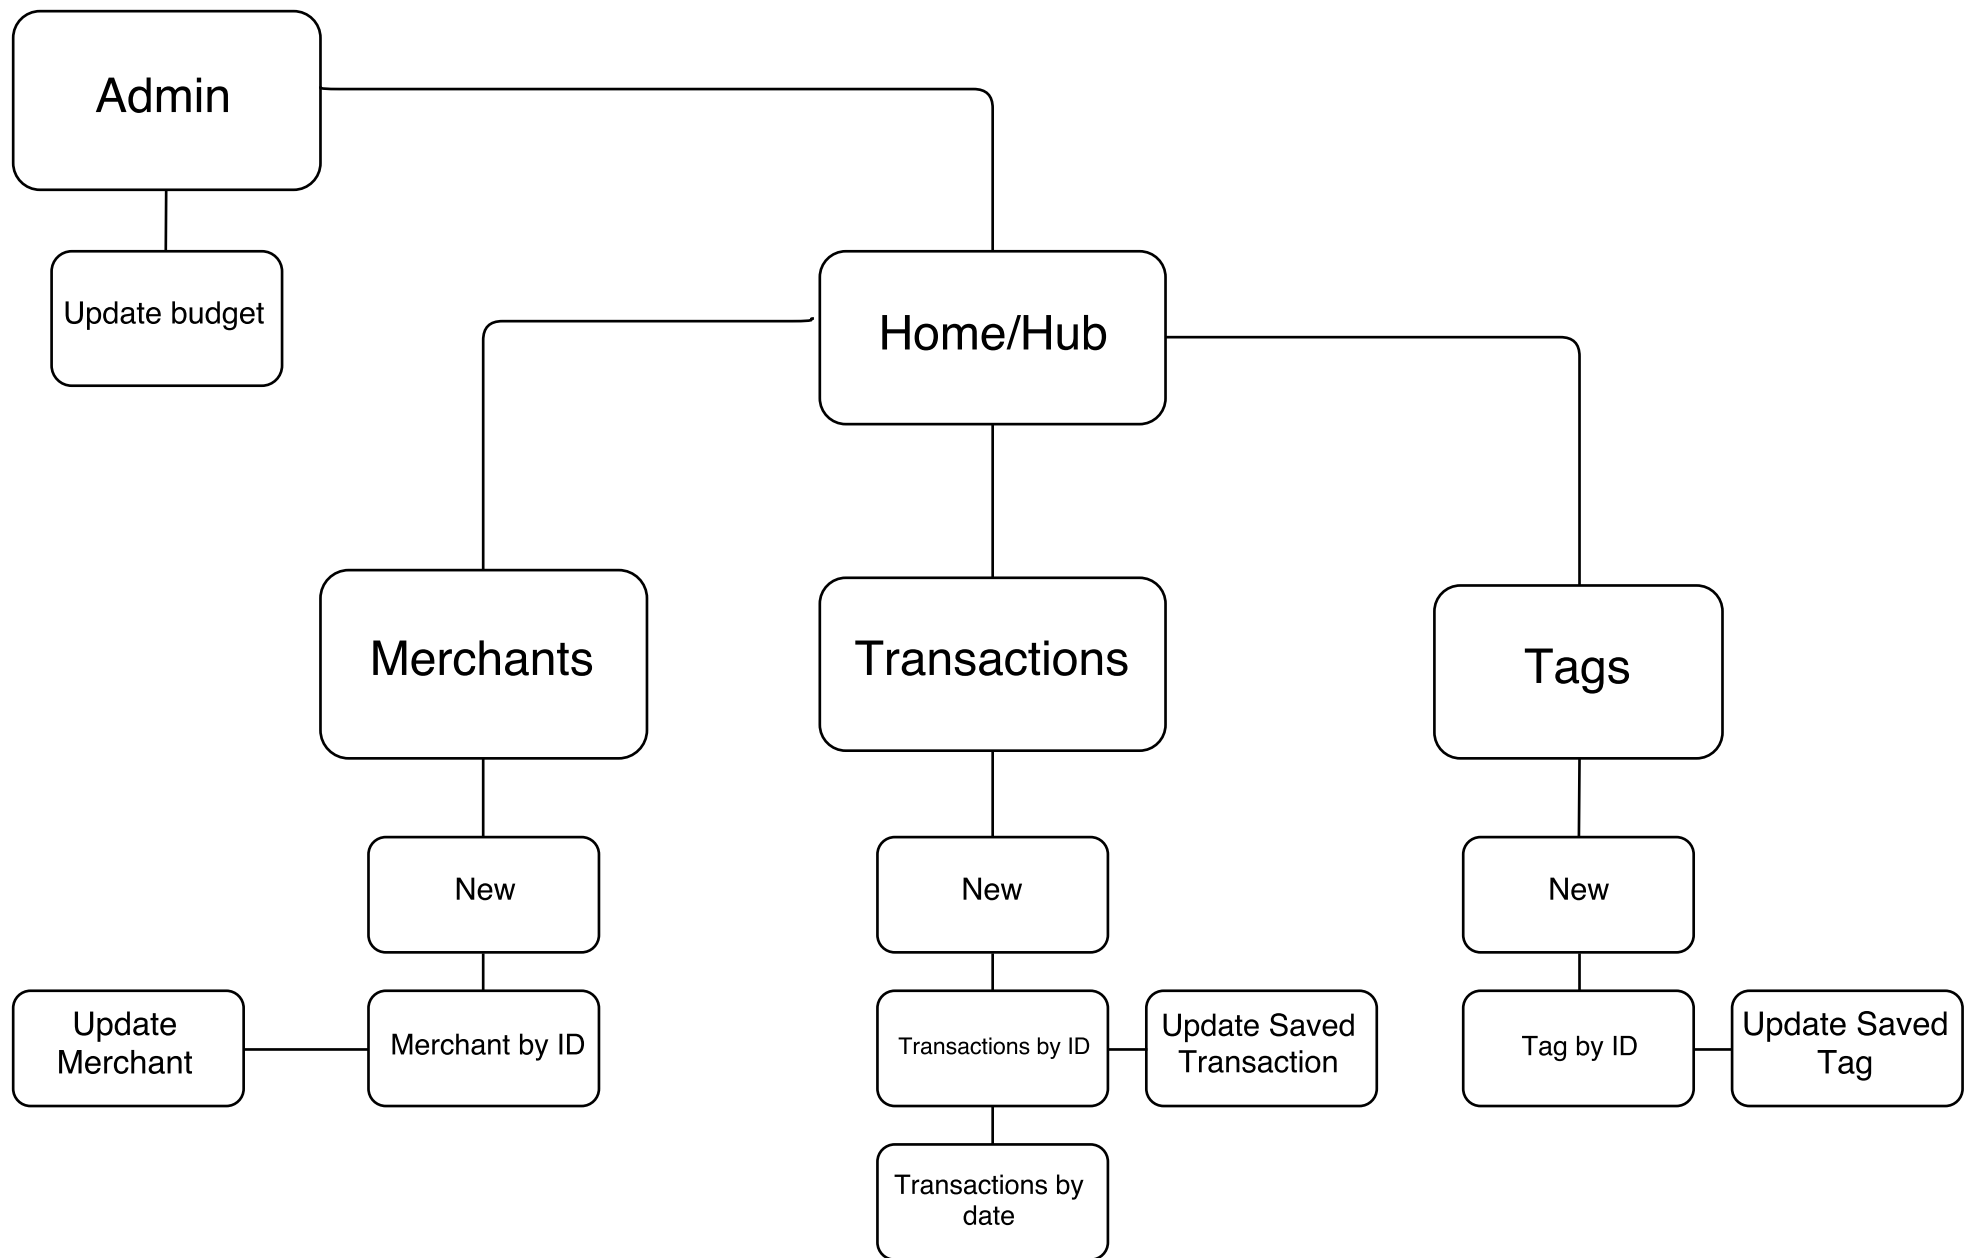 Admin
Update budget
Home/Hub
Merchants
Transactions
Tags
New
New
New
Update
Merchant
Merchant by ID
Transactions by ID
Update Saved
Transaction
Tag by ID
Update Saved
Tag
Transactions by
date